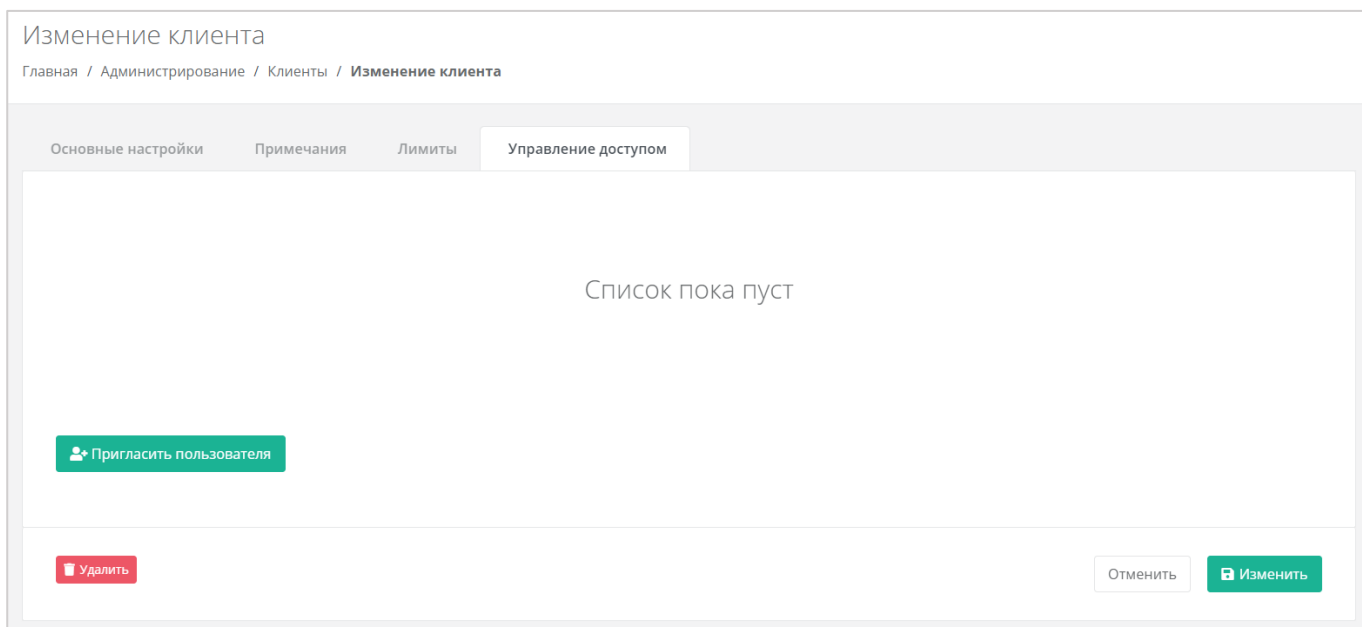 Изменение клиента
Главная / Администрирование / Клиенты / Изменение клиента
Основные настройки Примечания Лимиты Управление доступом
Список пока пуст
Пригласить пользователя
Удалить Отменить Изменить